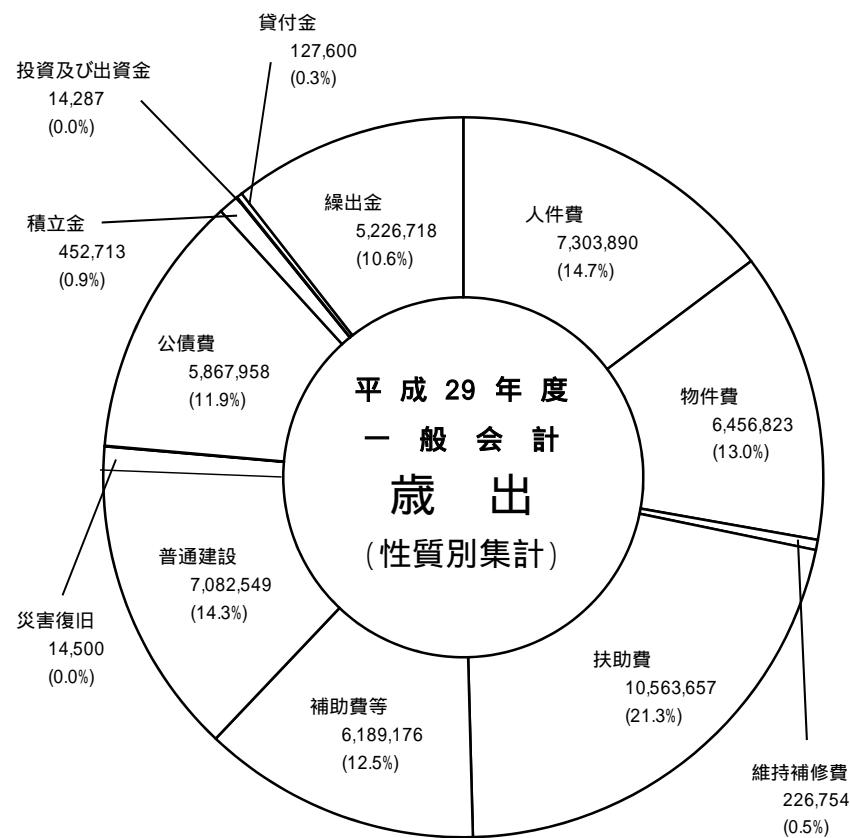 貸付金
127,600
(0.3%)
投資及び出資金
14,287
(0.0%)
積立金
452,713
(0.9%)
繰出金
5,226,718
(10.6%)
人件費
7,303,890
(14.7%)
公債費
5,867,958
(11.9%)
物件費
6,456,823
(13.0%)
平成29年度
一般会計
歳出
(性質別集計)
普通建設
7,082,549
(14.3%)
災害復旧
14,500
(0.0%)
補助費等
6,189,176
(12.5%)
扶助費
10,563,657
(21.3%)
維持補修費
226,754
(0.5%)